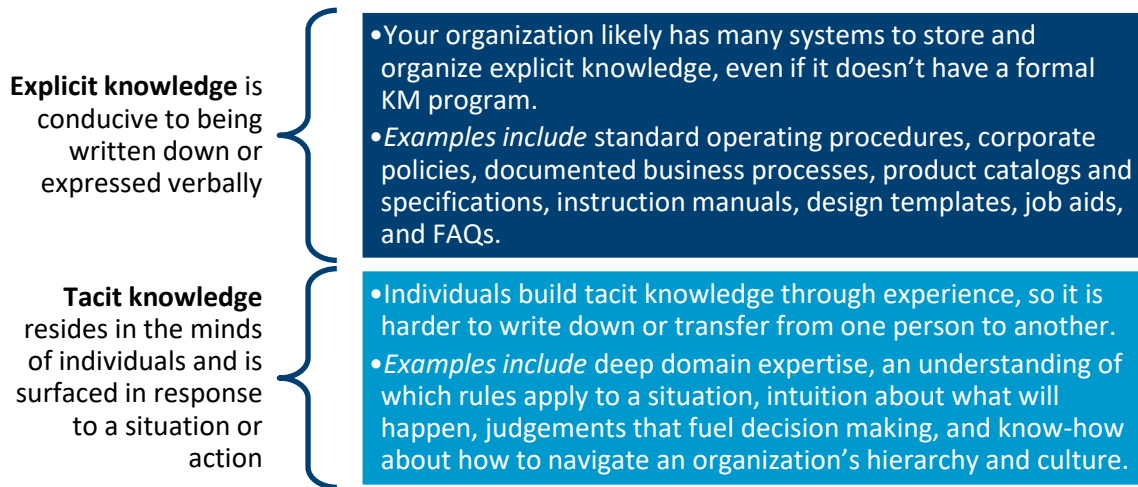 Explicit knowledge is
conducive to being
written down or
expressed verbally
•Your organization likely has many systems to store and
organize explicit knowledge, even if it doesn’t have a formal
KM program.
•Examples include standard operating procedures, corporate
policies, documented business processes, product catalogs and
specifications, instruction manuals, design templates, job aids,
and FAQs.
Tacit knowledge
resides in the minds
of individuals and is
surfaced in response
to a situation or
action
•Individuals build tacit knowledge through experience, so it is
harder to write down or transfer from one person to another.
•Examples include deep domain expertise, an understanding of
which rules apply to a situation, intuition about what will
happen, judgements that fuel decision making, and know-how
about how to navigate an organization’s hierarchy and culture.